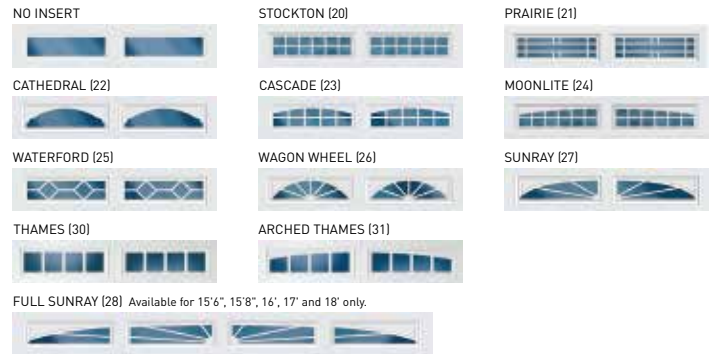 NO INSERT
STOCKTON (20)
PRAIRIE (21)
CATHEDRAL (22)
CASCADE (23)
MOONLITE (24)
WATERFORD (25)
WAGON WHEEL (26)
SUNRAY (27)
THAMES (30)
ARCHED THAMES (31)
FULL SUNRAY (28) Available for 15'6", 15'8", 16', 17' and 18' only.